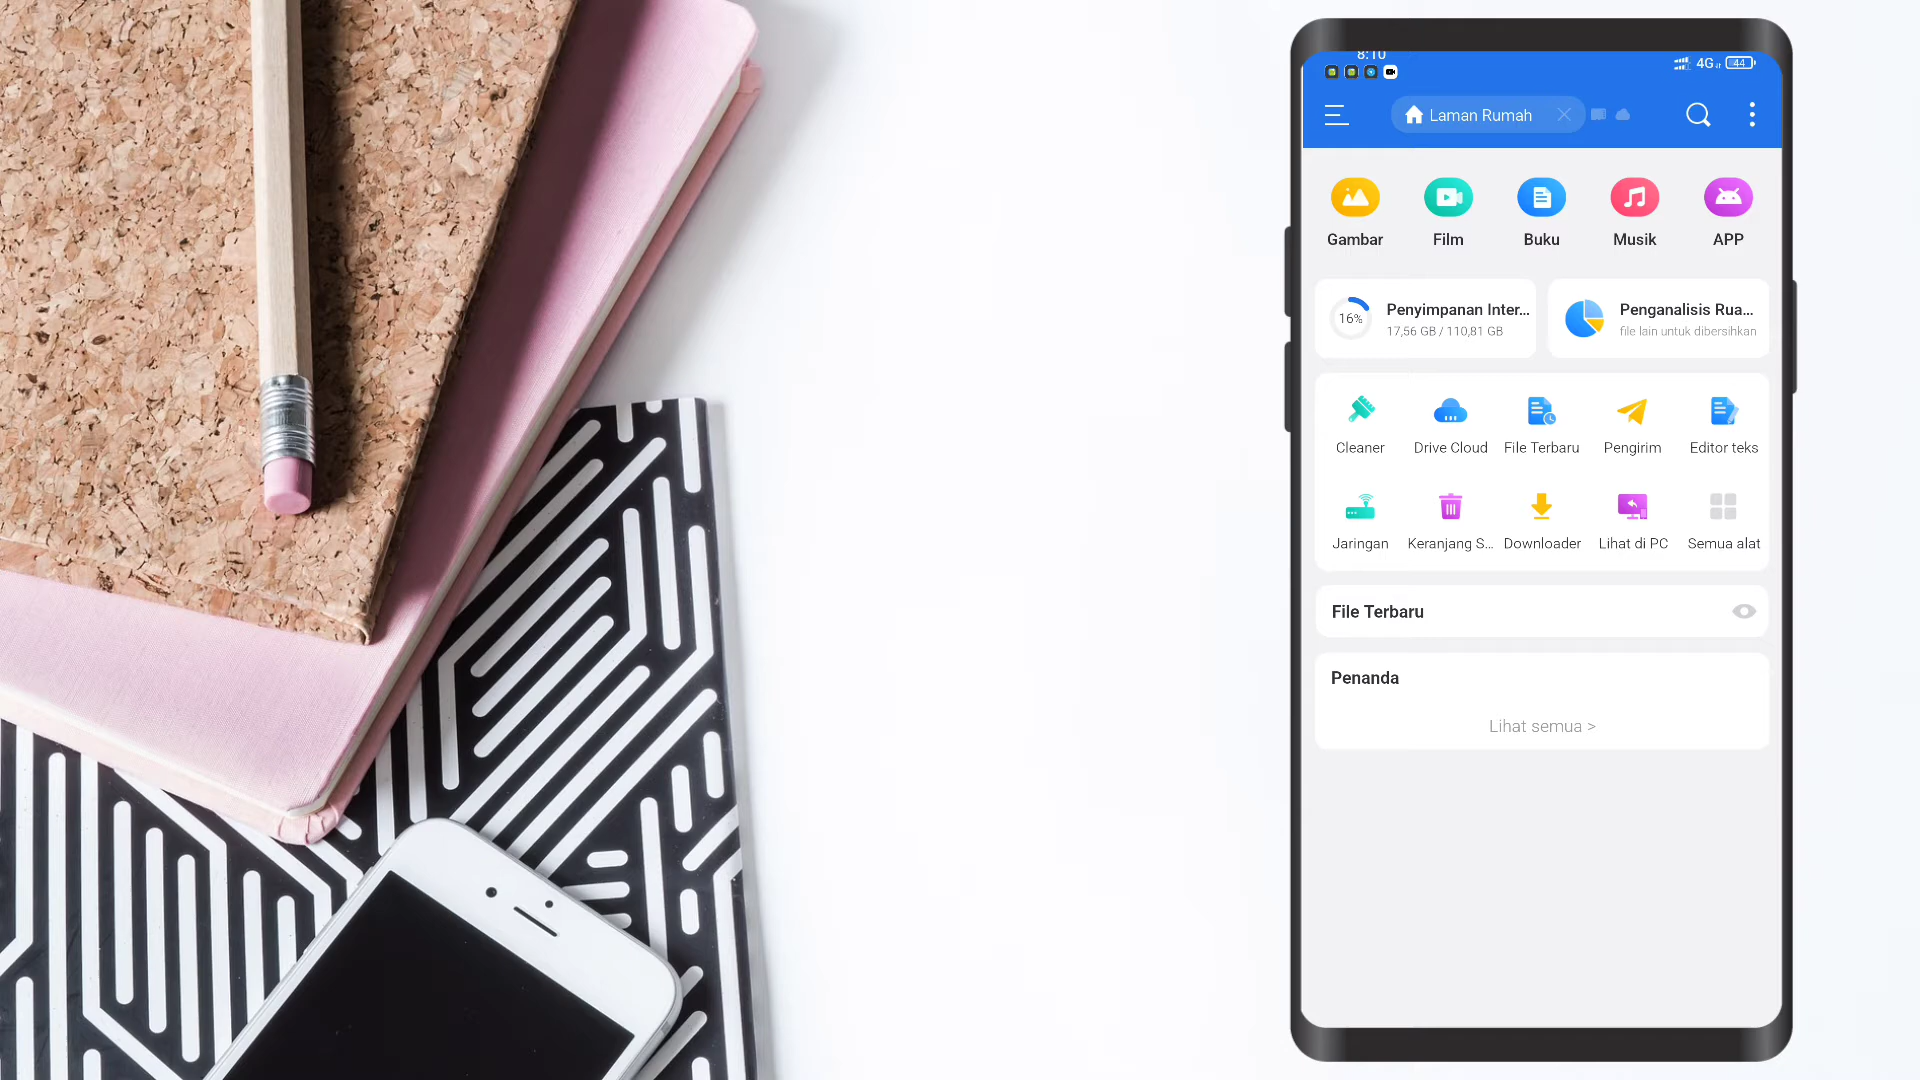 8:10
4G 44
Laman Rumah
Gambar Film Buku Musik APP
16% Penyimpanan Inter... Penganalisis Rua...
17,56 GB / 110,81 GB file lain untuk dibersihkan
Cleaner Drive Cloud File Terbaru Pengirim Editor teks
Jaringan Keranjang S... Downloader Lihat di PC Semua alat
File Terbaru
Penanda
Lihat semua >